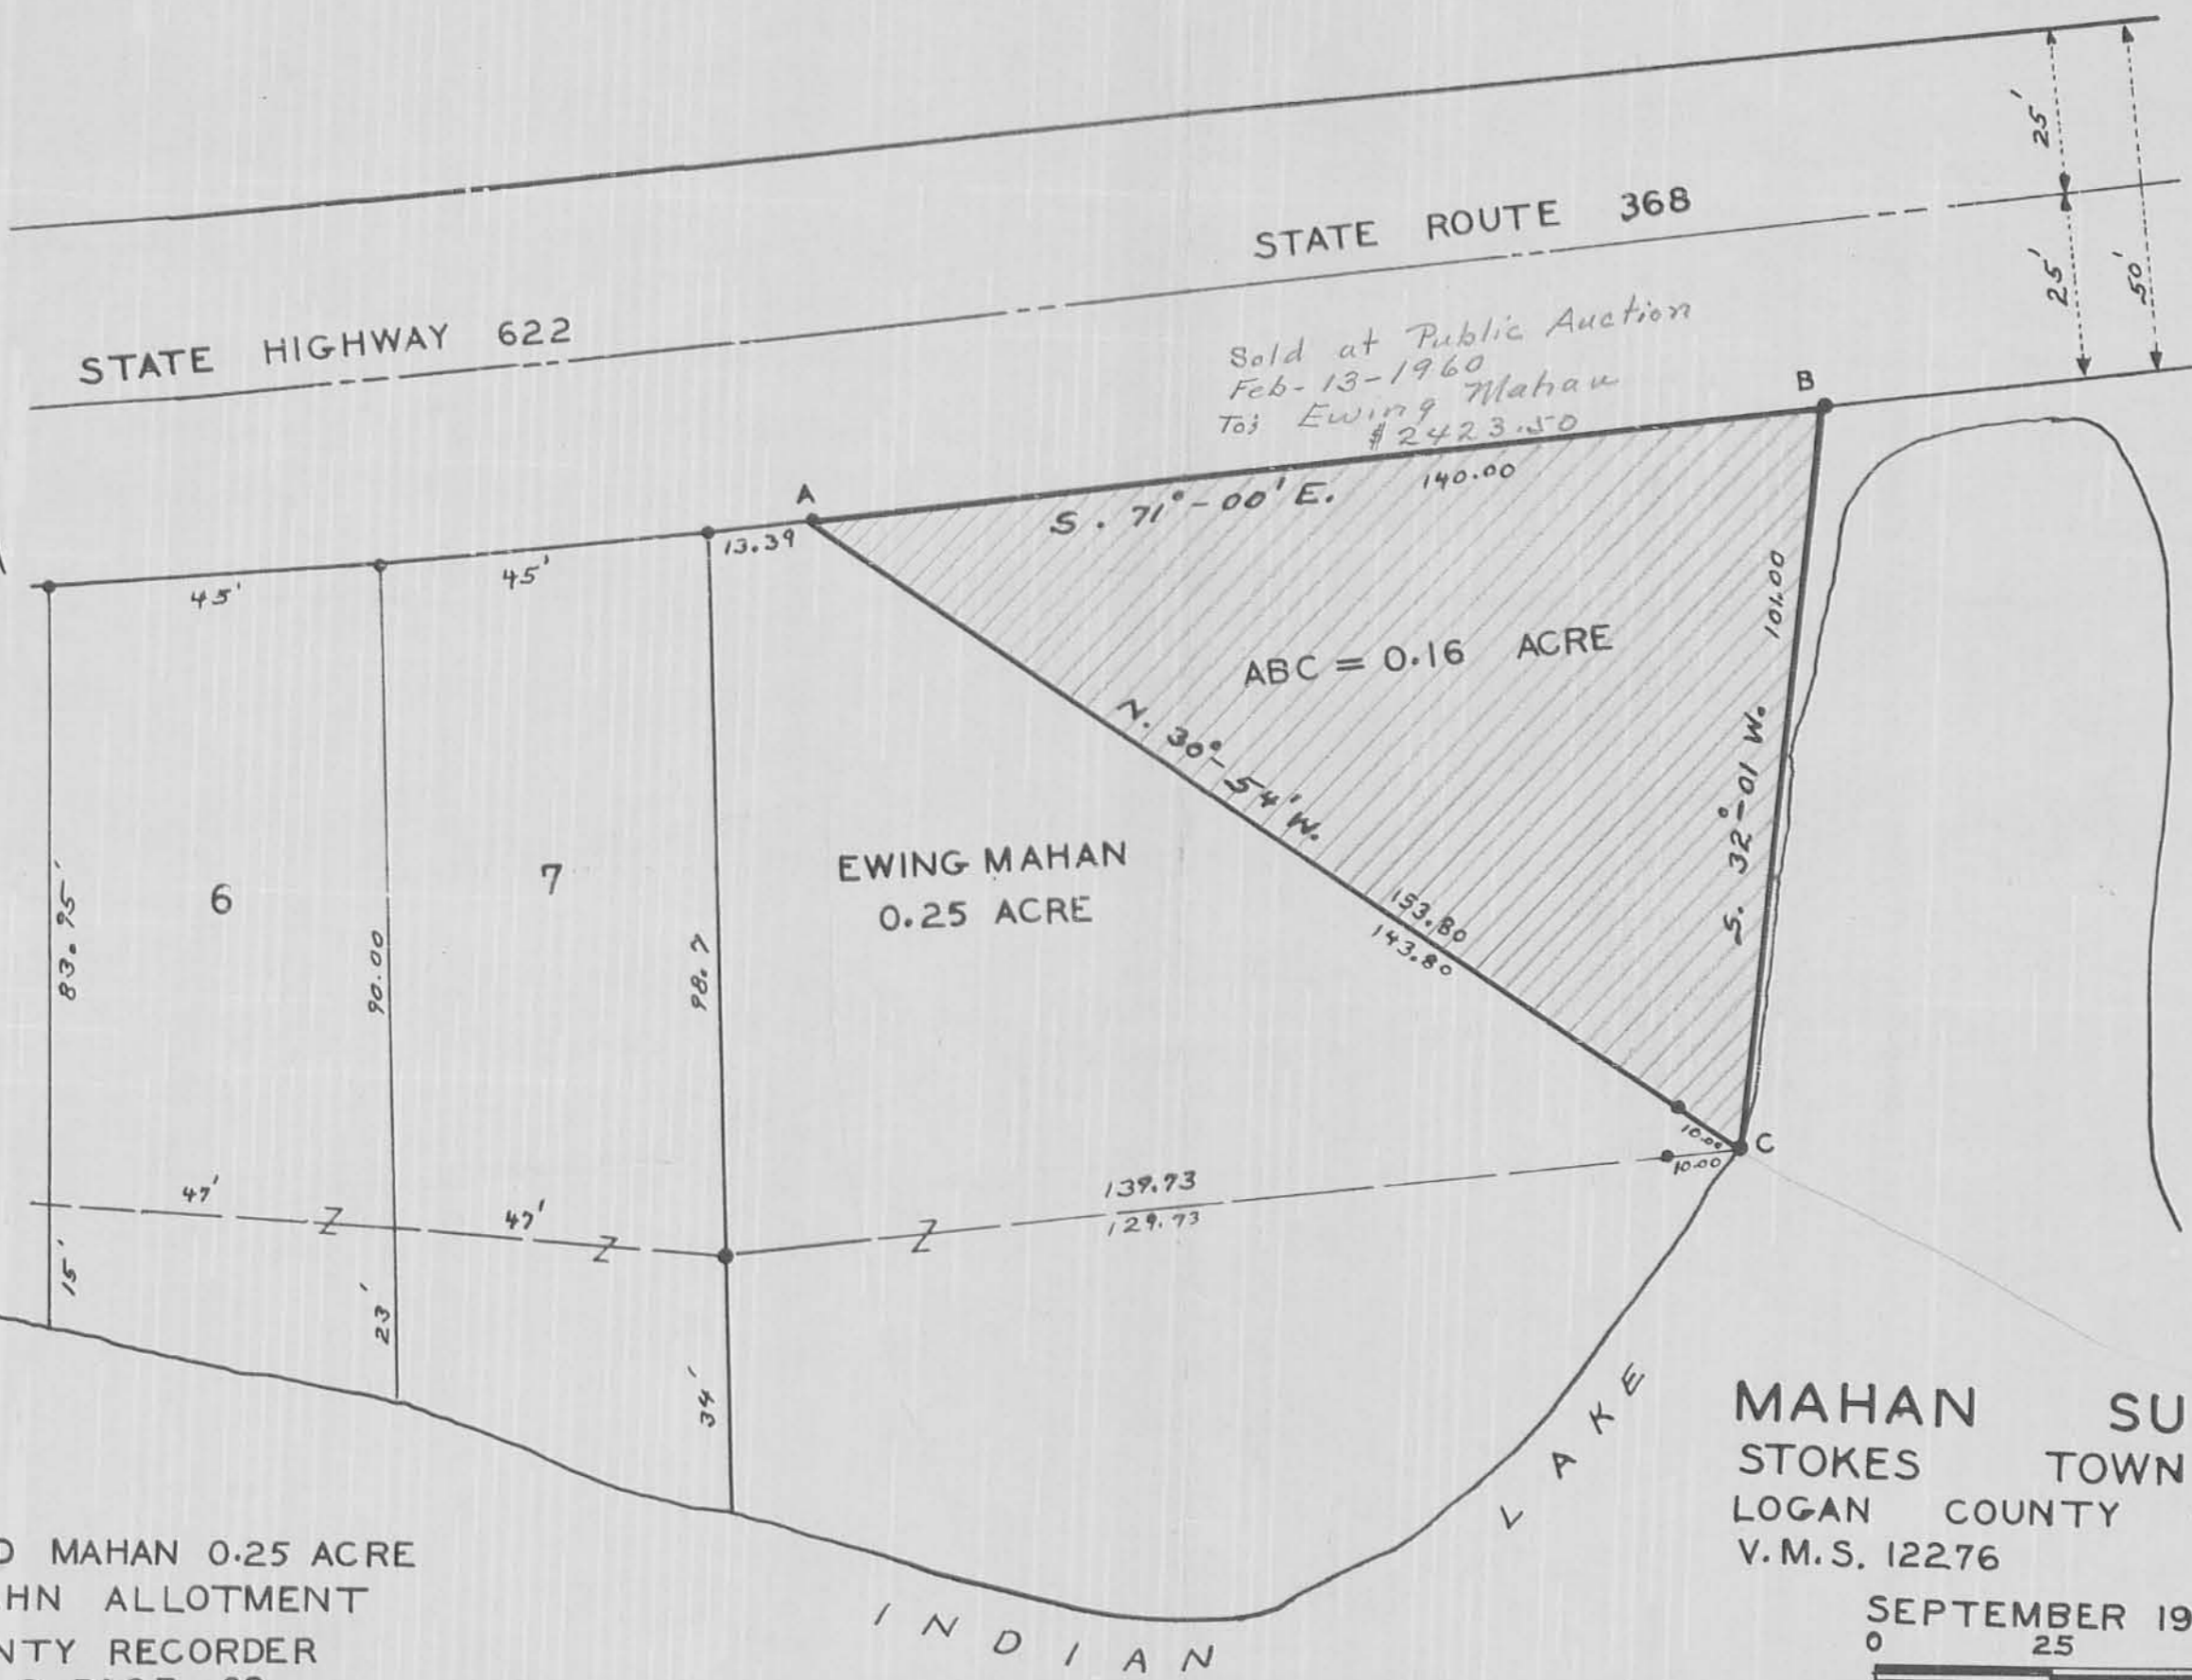 25'
25'
50'
STATE ROUTE 368
STATE HIGHWAY 622
Sold at Public Auction
Feb-13-1960
To: Ewing Mahan
$2423.50
B
A
140.00
S. 71°-00' E.
13.39
45'
45'
101.00
ABC = 0.16 ACRE
N. 30°-54' W.
S. 32°-01 W.
EWING MAHAN
0.25 ACRE
6
7
83.95'
90.00
98.7
153.80
143.80
10.00
C
10.00
47'
47'
139.73
129.73
15'
23'
34'
INDIAN LAKE
MAHAN SU
STOKES TOWN
LOGAN COUNTY
V.M.S. 12276
SEPTEMBER 19
0 25
D MAHAN 0.25 ACRE
HN ALLOTMENT
NTY RECORDER